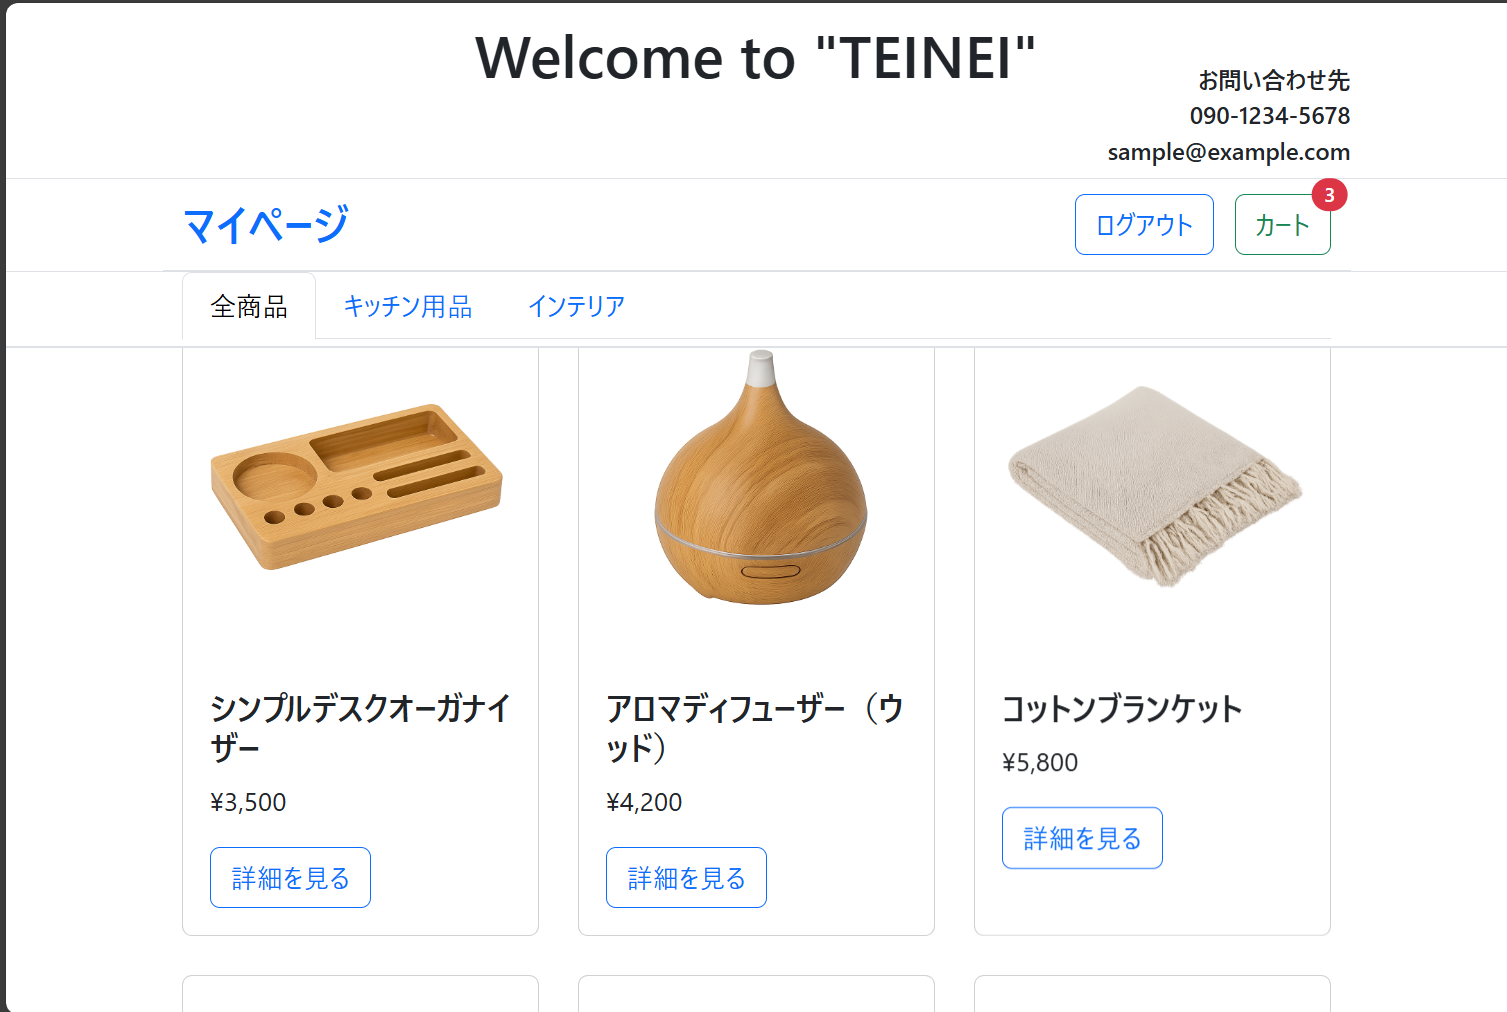 Welcome to "TEINEI"
お問い合わせ先
090-1234-5678
sample@example.com
マイページ
ログアウト
カート
3
全商品
キッチン用品
インテリア
シンプルデスクオーガナイ
ザー
¥3,500
詳細を見る
アロマディフューザー（ウ
ッド）
¥4,200
詳細を見る
コットンブランケット
¥5,800
詳細を見る